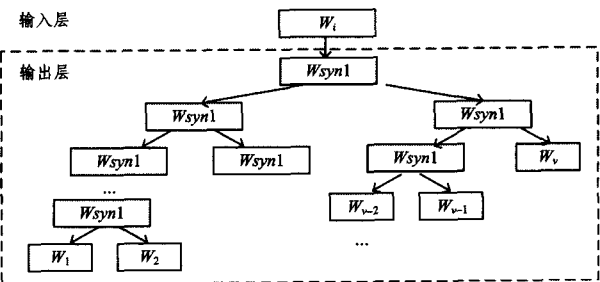 输入层
W_i
输出层
Wsyn1
Wsyn1 Wsyn1
Wsyn1 Wsyn1 Wsyn1 W_v
...
Wsyn1 W_{v-2} W_{v-1}
...
W_1 W_2